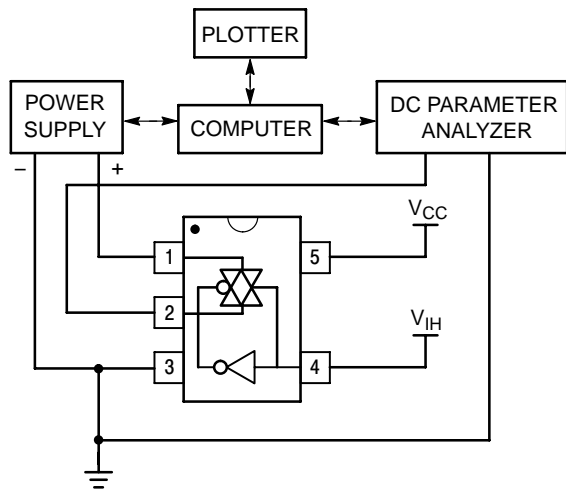 PLOTTER
POWER
SUPPLY
COMPUTER
DC PARAMETER
ANALYZER
–
+
VCC
1
5
2
VIH
3
4